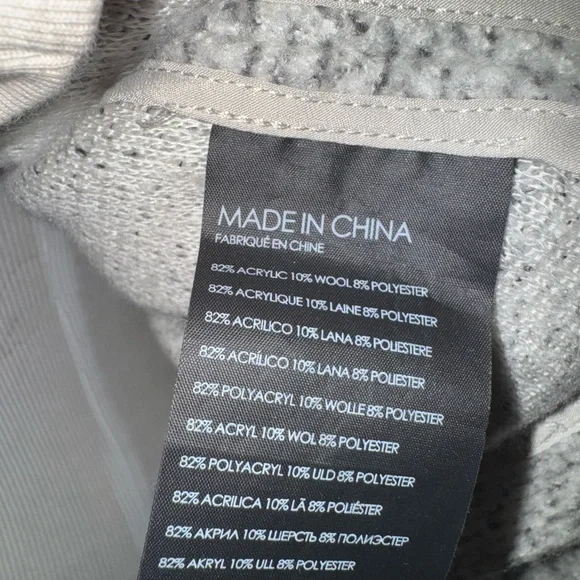 MADE IN CHINA
FABRIQUÉ EN CHINE
82% ACRYLIC 10% WOOL 8% POLYESTER
82% ACRYLIQUE 10% LAINE 8% POLYESTER
82% ACRILICO 10% LANA 8% POLIESTERE
82% ACRÍLICO 10% LANA 8% POLIÉSTER
82% POLYACRYL 10% WOLLE 8% POLYESTER
82% ACRYL 10% WOL 8% POLYESTER
82% POLYACRYL 10% ULD 8% POLYESTER
82% ACRILICA 10% LÃ 8% POLIÉSTER
82% АКРИЛ 10% ШЕРСТЬ 8% ПОЛИЭСТЕР
82% AKRYL 10% ULL 8% POLYESTER